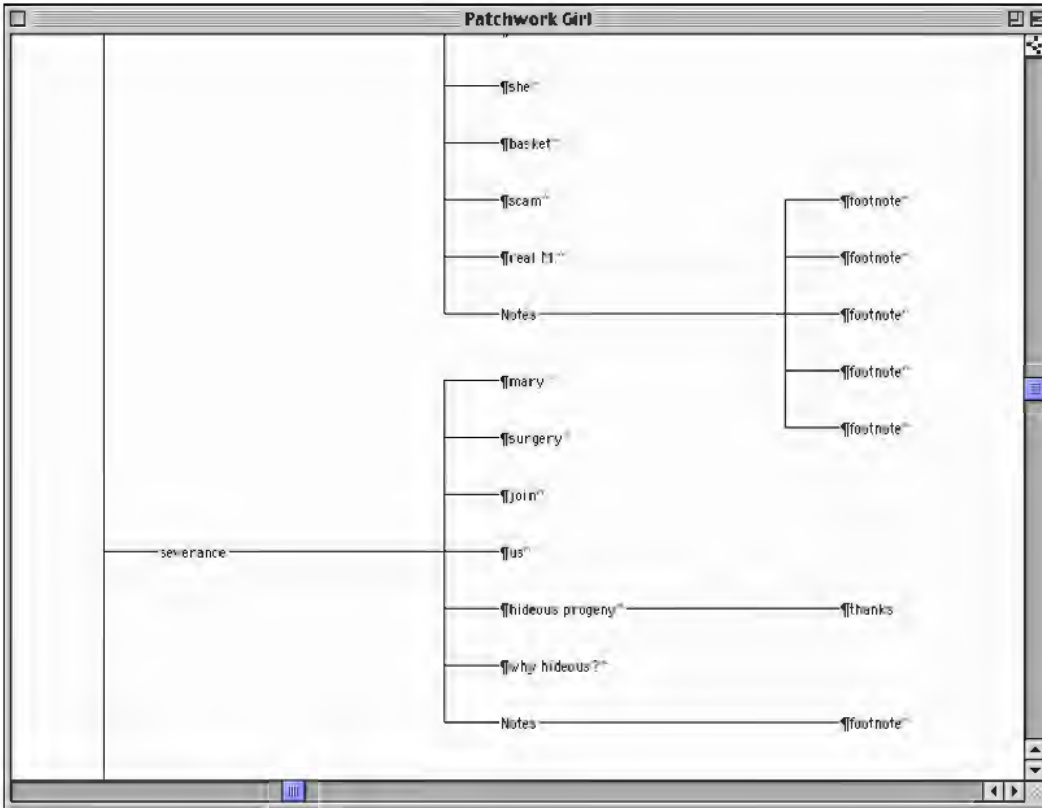 Patchwork Girl
¶she
¶basket
¶scam
¶footnote
¶real M.
¶footnote
Notes
¶footnote
¶mary
¶footnote
¶surgery
¶footnote
¶join
severance
¶us
¶hideous progeny
¶thanks
¶why hideous?
Notes
¶footnote